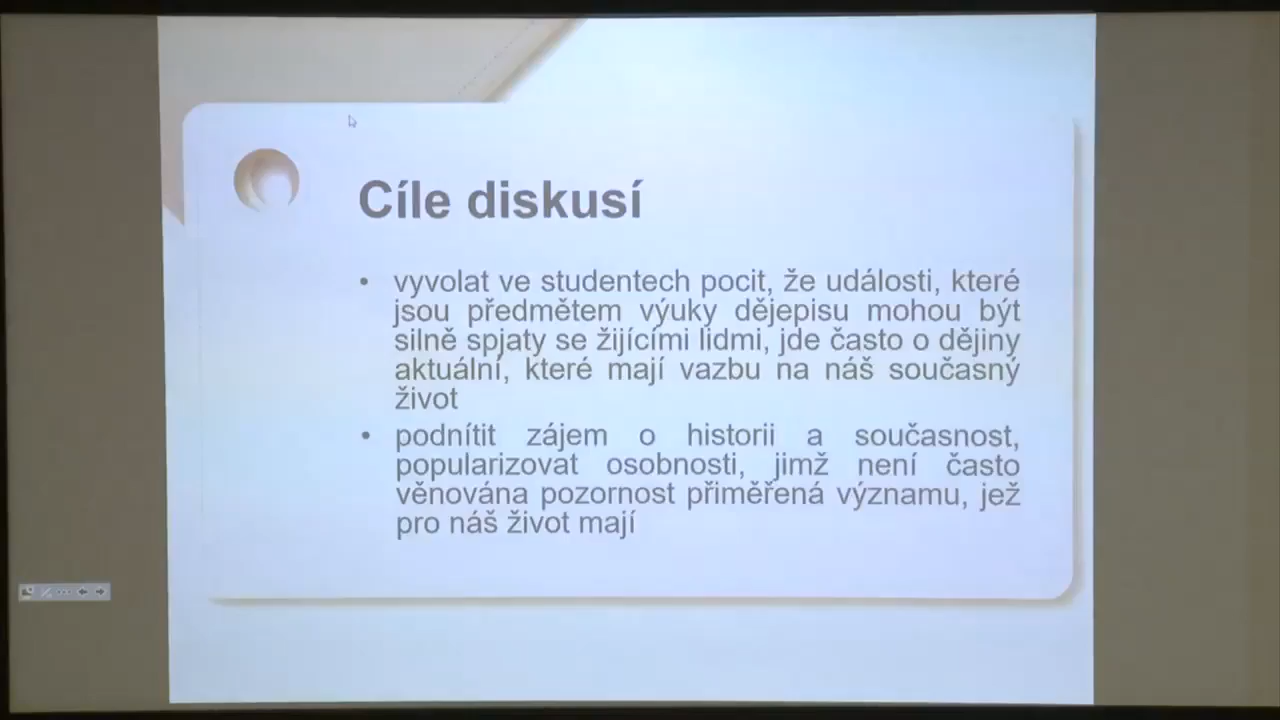 Cíle diskusí
• vyvolat ve studentech pocit, že události, které
jsou předmětem výuky dějepisu mohou být
silně spjaty se žijícími lidmi, jde často o dějiny
aktuální, které mají vazbu na náš současný
život
• podnítit zájem o historii a současnost,
popularizovat osobnosti, jimž není často
věnována pozornost přiměřená významu, jež
pro náš život mají